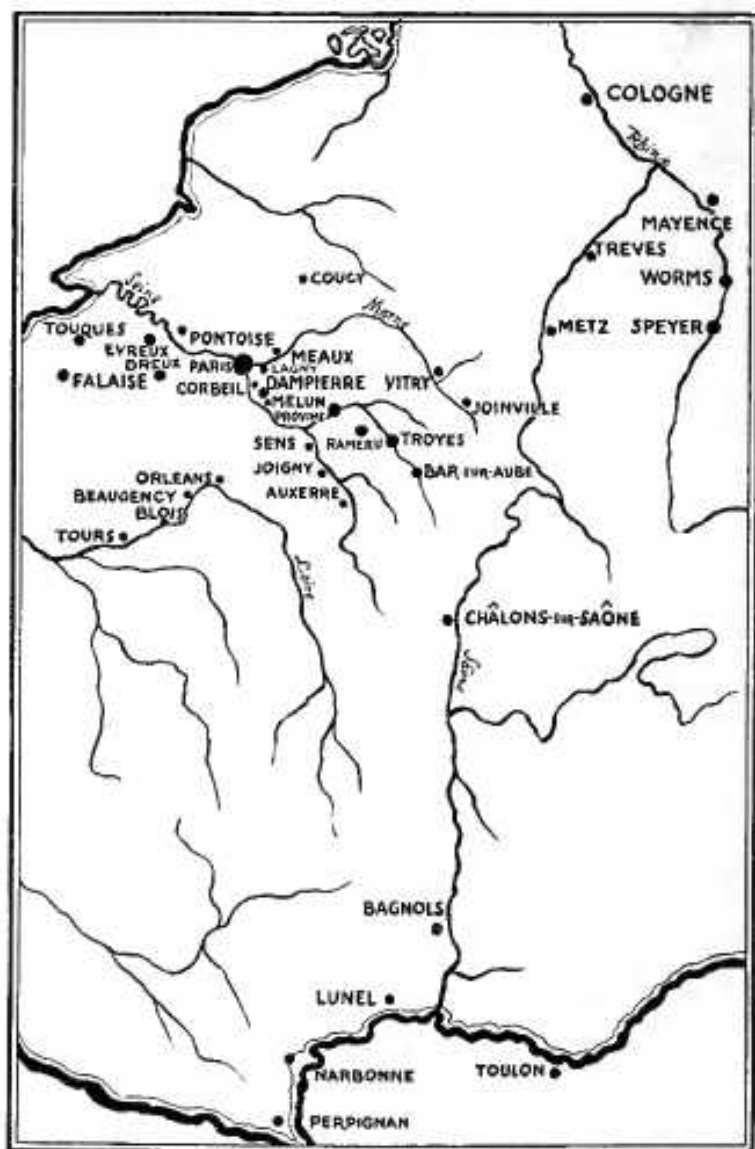 COLOGNE
Rhine
MAYENCE
TREVES
COUCY
WORMS
Seine
Marne
TOUQUES
PONTOISE
METZ
SPEYER
EVREUX
MEAUX
DREUX
PARIS
LAGNY
VITRY
FALAISE
CORBEIL
DAMPIERRE
MELUN
JOINVILLE
PROVINS
SENS
RAMERU
TROYES
JOIGNY
BAR SUR-AUBE
ORLEANS
BEAUGENCY
AUXERRE
BLOIS
TOURS
Loire
CHÂLONS-SUR-SAÔNE
Saône
BAGNOLS
LUNEL
NARBONNE
TOULON
PERPIGNAN